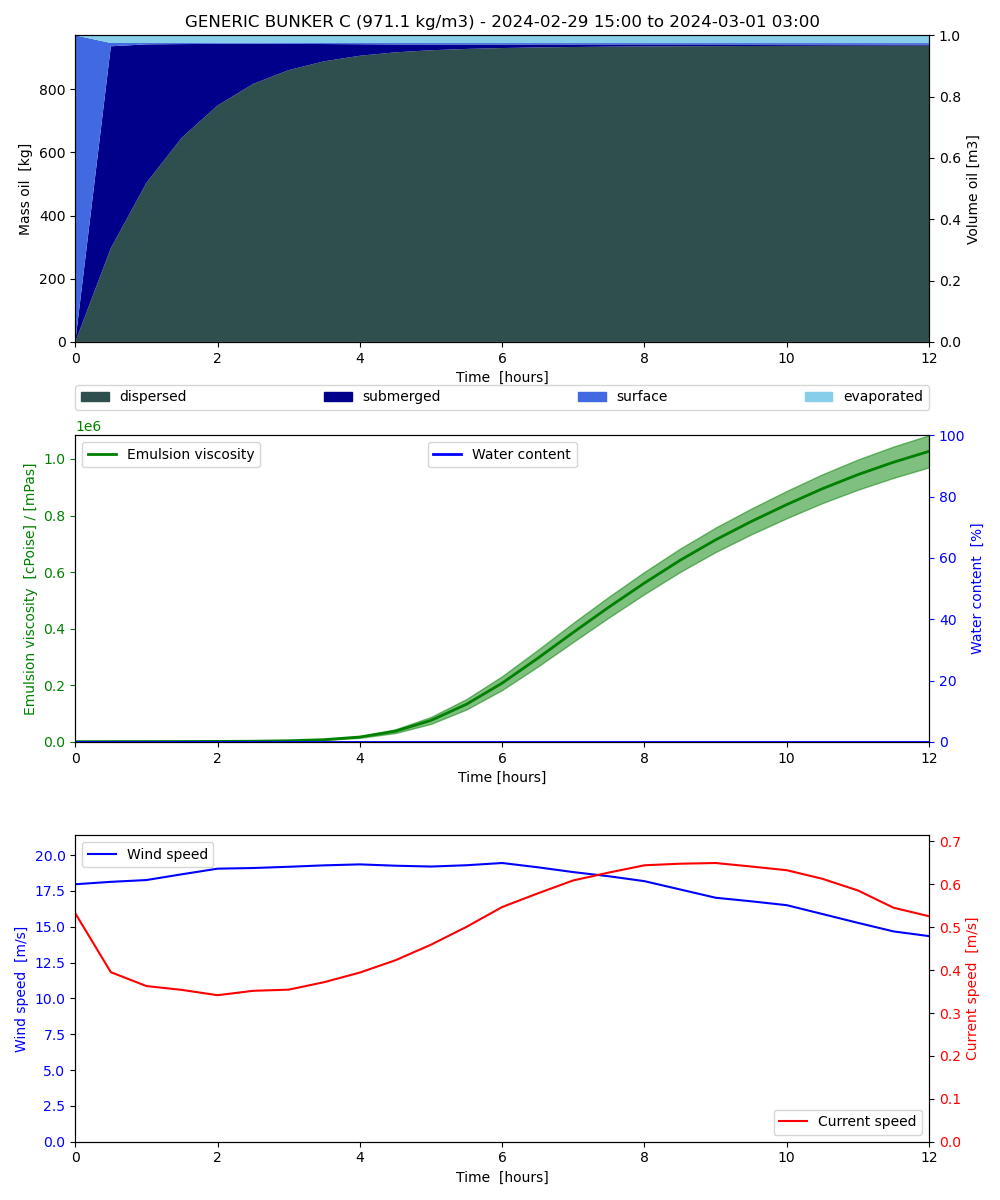 GENERIC BUNKER C (971.1 kg/m3) - 2024-02-29 15:00 to 2024-03-01 03:00
Mass oil [kg]
800
600
400
200
0
Volume oil [m3]
1.0
0.8
0.6
0.4
0.2
0.0
0 2 4 6 8 10 12
Time [hours]
dispersed submerged surface evaporated
1e6
Emulsion viscosity [cPoise] / [mPas]
1.0
0.8
0.6
0.4
0.2
0.0
Emulsion viscosity
Water content
Water content [%]
100
80
60
40
20
0
0 2 4 6 8 10 12
Time [hours]
Wind speed [m/s]
20.0
17.5
15.0
12.5
10.0
7.5
5.0
2.5
0.0
Wind speed
Current speed [m/s]
0.7
0.6
0.5
0.4
0.3
0.2
0.1
0.0
Current speed
0 2 4 6 8 10 12
Time [hours]